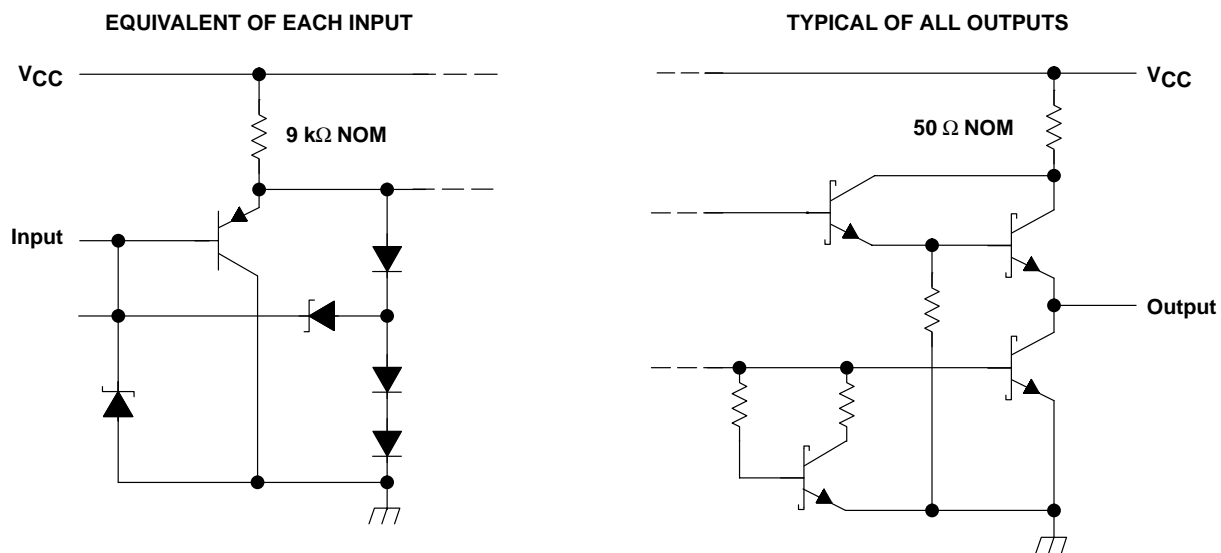 EQUIVALENT OF EACH INPUT
TYPICAL OF ALL OUTPUTS
VCC
VCC
9 kΩ NOM
50 Ω NOM
Input
Output